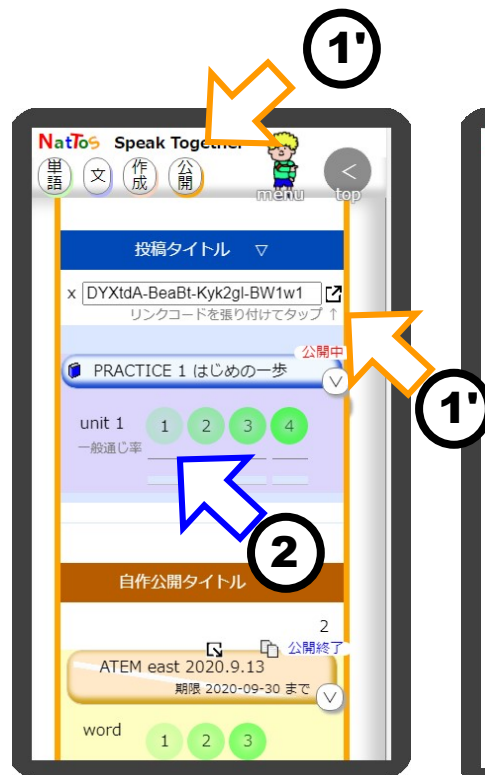 1'
NatToS Speak Together
単語 文 作成 公開
menu < top
投稿タイトル ▽
x DYXtdA-BeaBt-Kyk2gl-BW1w1
リンクコードを張り付けてタップ ↑
公開中
PRACTICE 1 はじめの一歩
1'
unit 1 1 2 3 4
一般通じ率
2
自作公開タイトル
2
公開終了
ATEM east 2020.9.13
期限 2020-09-30 まで
word 1 2 3